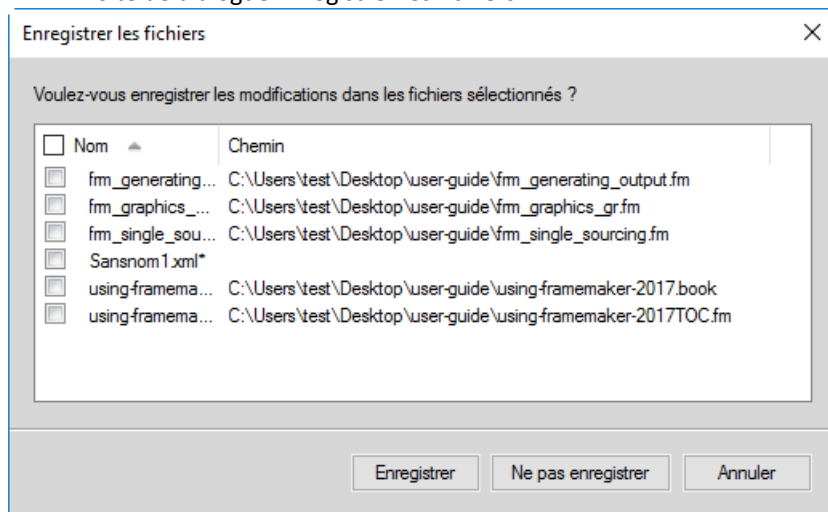 Enregistrer les fichiers
Voulez-vous enregistrer les modifications dans les fichiers sélectionnés ?
Nom Chemin
frm_generating... C:\Users\test\Desktop\user-guide\frm_generating_output.fm
frm_graphics_... C:\Users\test\Desktop\user-guide\frm_graphics_gr.fm
frm_single_sou... C:\Users\test\Desktop\user-guide\frm_single_sourcing.fm
Sansnom1.xml*
using-framema... C:\Users\test\Desktop\user-guide\using-framemaker-2017.book
using-framema... C:\Users\test\Desktop\user-guide\using-framemaker-2017TOC.fm
Enregistrer Ne pas enregistrer Annuler